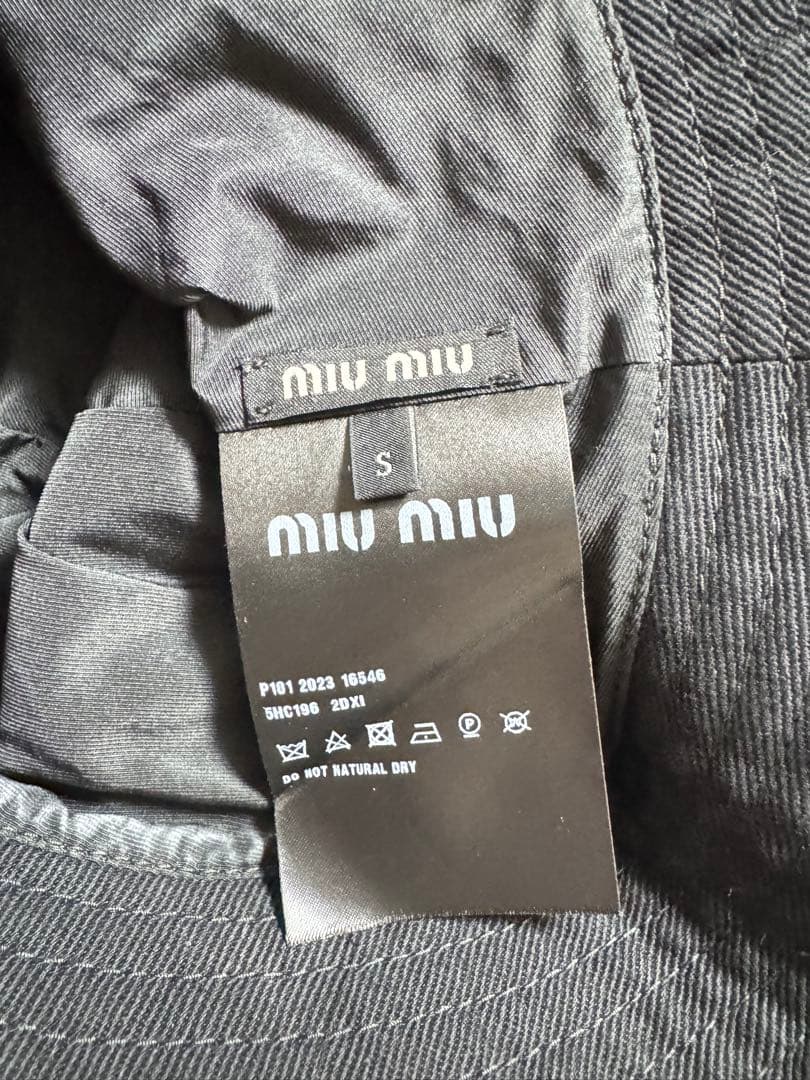 miu miu
S
miu miu
P101 2023 16546
5HC196 2DXI
P W
DO NOT NATURAL DRY